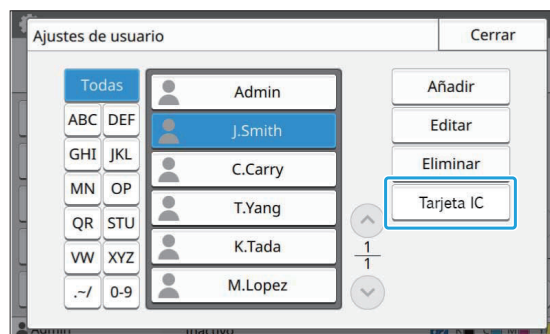 Ajustes de usuario
Cerrar
Todas
ABC DEF
GHI JKL
MN OP
QR STU
VW XYZ
.~/ 0-9
Admin
J.Smith
C.Carry
T.Yang
K.Tada
M.Lopez
1
1
Añadir
Editar
Eliminar
Tarjeta IC